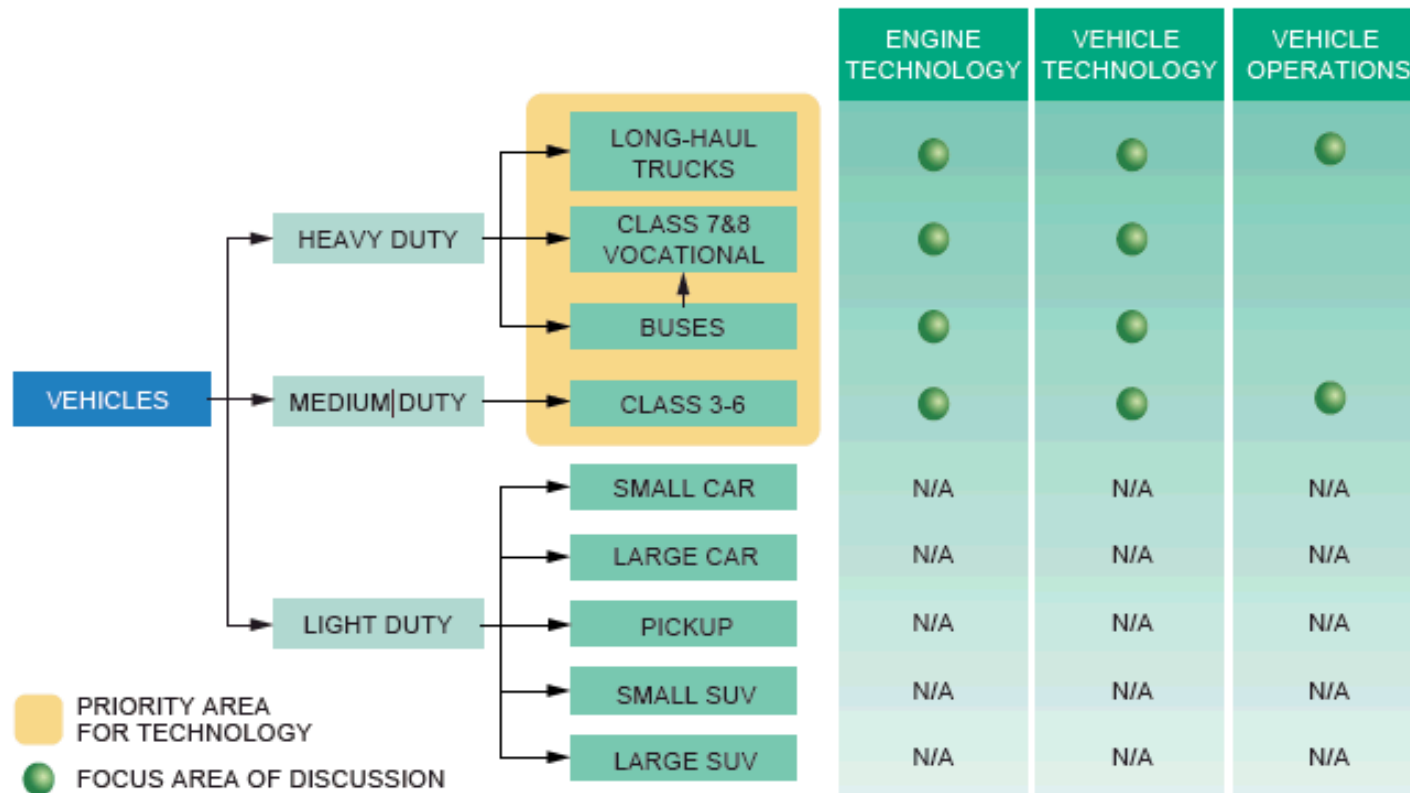 ENGINE
TECHNOLOGY
VEHICLE
TECHNOLOGY
VEHICLE
OPERATIONS
LONG-HAUL
TRUCKS
HEAVY DUTY
CLASS 7&8
VOCATIONAL
BUSES
VEHICLES
MEDIUM|DUTY
CLASS 3-6
SMALL CAR
N/A
N/A
N/A
LARGE CAR
N/A
N/A
N/A
LIGHT DUTY
PICKUP
N/A
N/A
N/A
SMALL SUV
N/A
N/A
N/A
LARGE SUV
N/A
N/A
N/A
PRIORITY AREA
FOR TECHNOLOGY
FOCUS AREA OF DISCUSSION